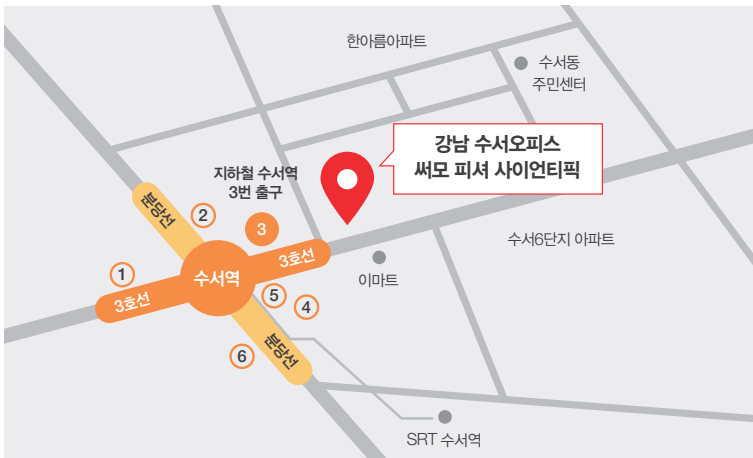 한아름아파트
수서동
주민센터
강남 수서오피스
써모 피셔 사이언티픽
지하철 수서역
3번 출구
분당선
2
3
수서6단지 아파트
3호선
이마트
1
수서역
3호선
5
4
6
분당선
SRT 수서역